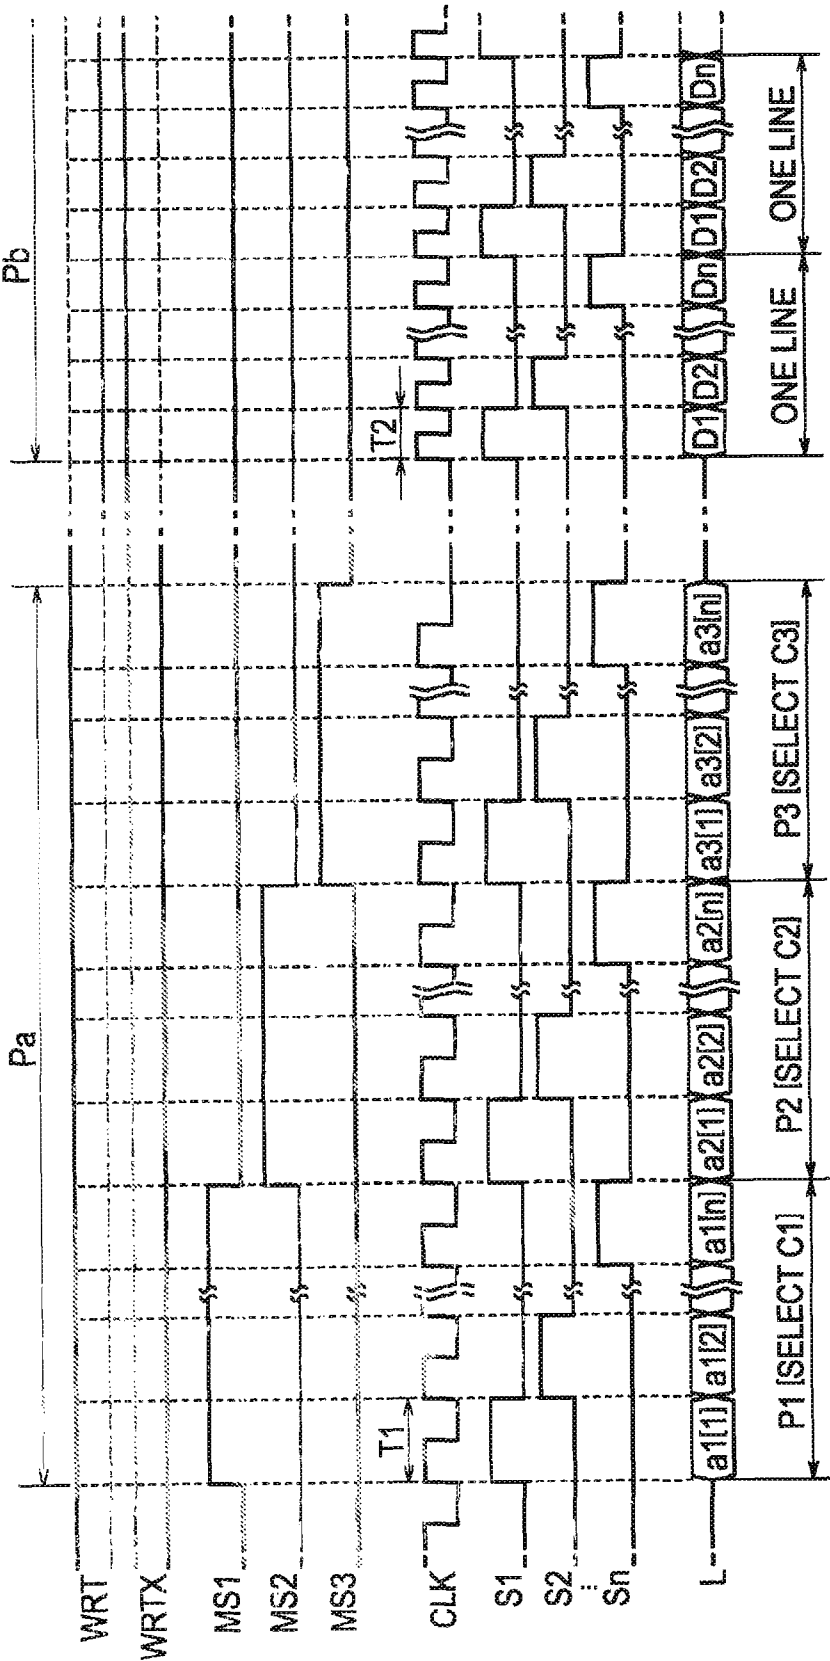 Pa
Pb
WRT
WRTX
MS1
MS2
MS3
T1
T2
CLK
S1
S2
Sn
L
a1[1] a1[2] a1[n] a2[1] a2[2] a2[n] a3[1] a3[2] a3[n] D1 D2 Dn D1 D2 Dn
P1 [SELECT C1] P2 [SELECT C2] P3 [SELECT C3] ONE LINE ONE LINE